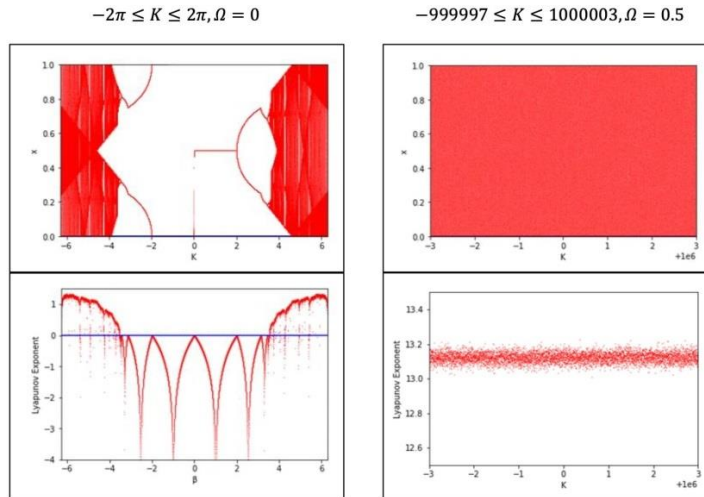 −2π ≤ K ≤ 2π, Ω = 0
−999997 ≤ K ≤ 1000003, Ω = 0.5
1.0
0.8
0.6
0.4
0.2
0.0
x
−6 −4 −2 0 2 4 6
K
1.0
0.8
0.6
0.4
0.2
0.0
x
−3 −2 −1 0 1 2 3
K
+1e6
1
0
−1
−2
−3
−4
Lyapunov Exponent
−6 −4 −2 0 2 4 6
β
13.4
13.2
13.0
12.8
12.6
Lyapunov Exponent
−3 −2 −1 0 1 2 3
K
+1e6